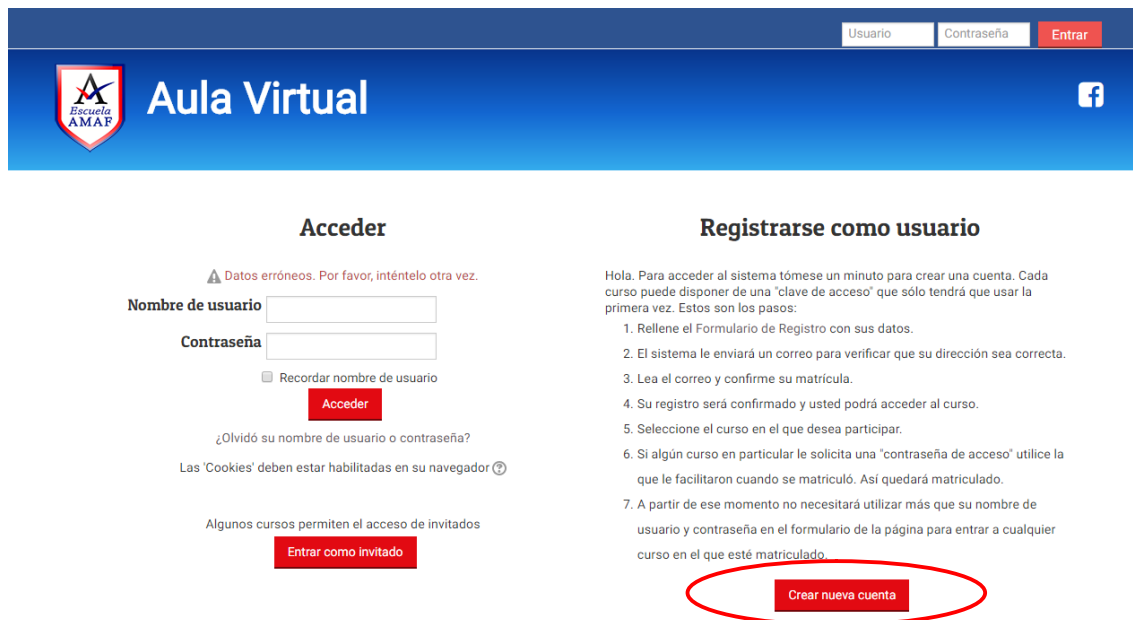 Usuario
Contraseña
Entrar
A
Escuela
AMAF
Aula Virtual
f
Acceder
Datos erróneos. Por favor, inténtelo otra vez.
Nombre de usuario
Contraseña
Recordar nombre de usuario
Acceder
¿Olvidó su nombre de usuario o contraseña?
Las 'Cookies' deben estar habilitadas en su navegador ?
Algunos cursos permiten el acceso de invitados
Entrar como invitado
Registrarse como usuario
Hola. Para acceder al sistema tómese un minuto para crear una cuenta. Cada
curso puede disponer de una "clave de acceso" que sólo tendrá que usar la
primera vez. Estos son los pasos:
1. Rellene el Formulario de Registro con sus datos.
2. El sistema le enviará un correo para verificar que su dirección sea correcta.
3. Lea el correo y confirme su matrícula.
4. Su registro será confirmado y usted podrá acceder al curso.
5. Seleccione el curso en el que desea participar.
6. Si algún curso en particular le solicita una "contraseña de acceso" utilice la
que le facilitaron cuando se matriculó. Así quedará matriculado.
7. A partir de ese momento no necesitará utilizar más que su nombre de
usuario y contraseña en el formulario de la página para entrar a cualquier
curso en el que esté matriculado.
Crear nueva cuenta